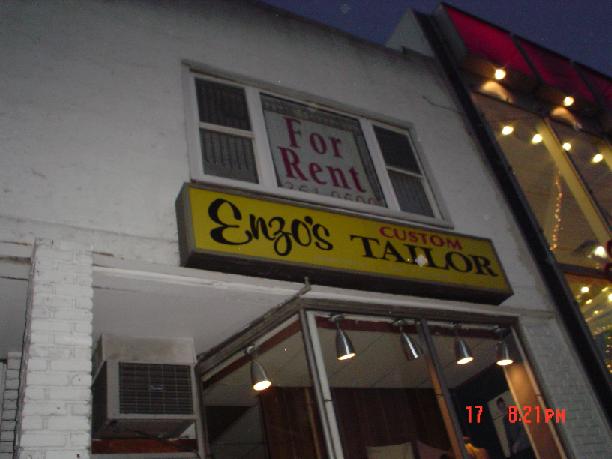 For
Rent
Enzo's CUSTOM
TAILOR
17 8:21PM